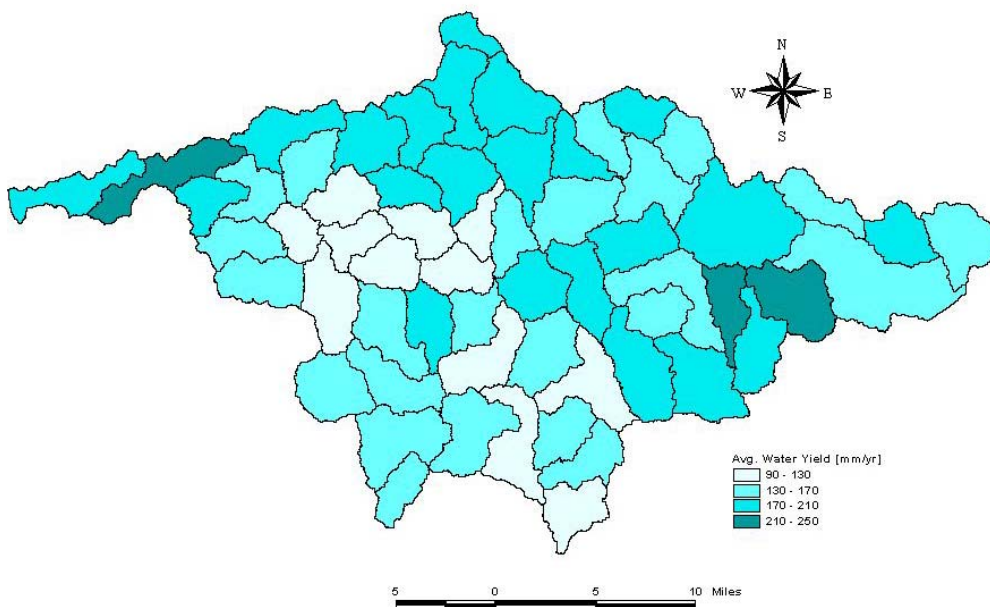 N
W E
S
Avg. Water Yield [mm/yr]
90 - 130
130 - 170
170 - 210
210 - 250
5 0 5 10 Miles